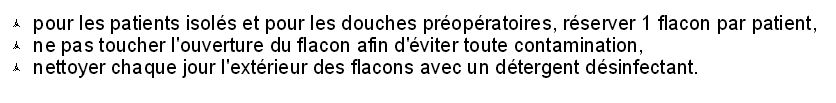 pour les patients isolés et pour les douches préopératoires, réserver 1 flacon par patient,
ne pas toucher l'ouverture du flacon afin d'éviter toute contamination,
nettoyer chaque jour l'extérieur des flacons avec un détergent désinfectant.